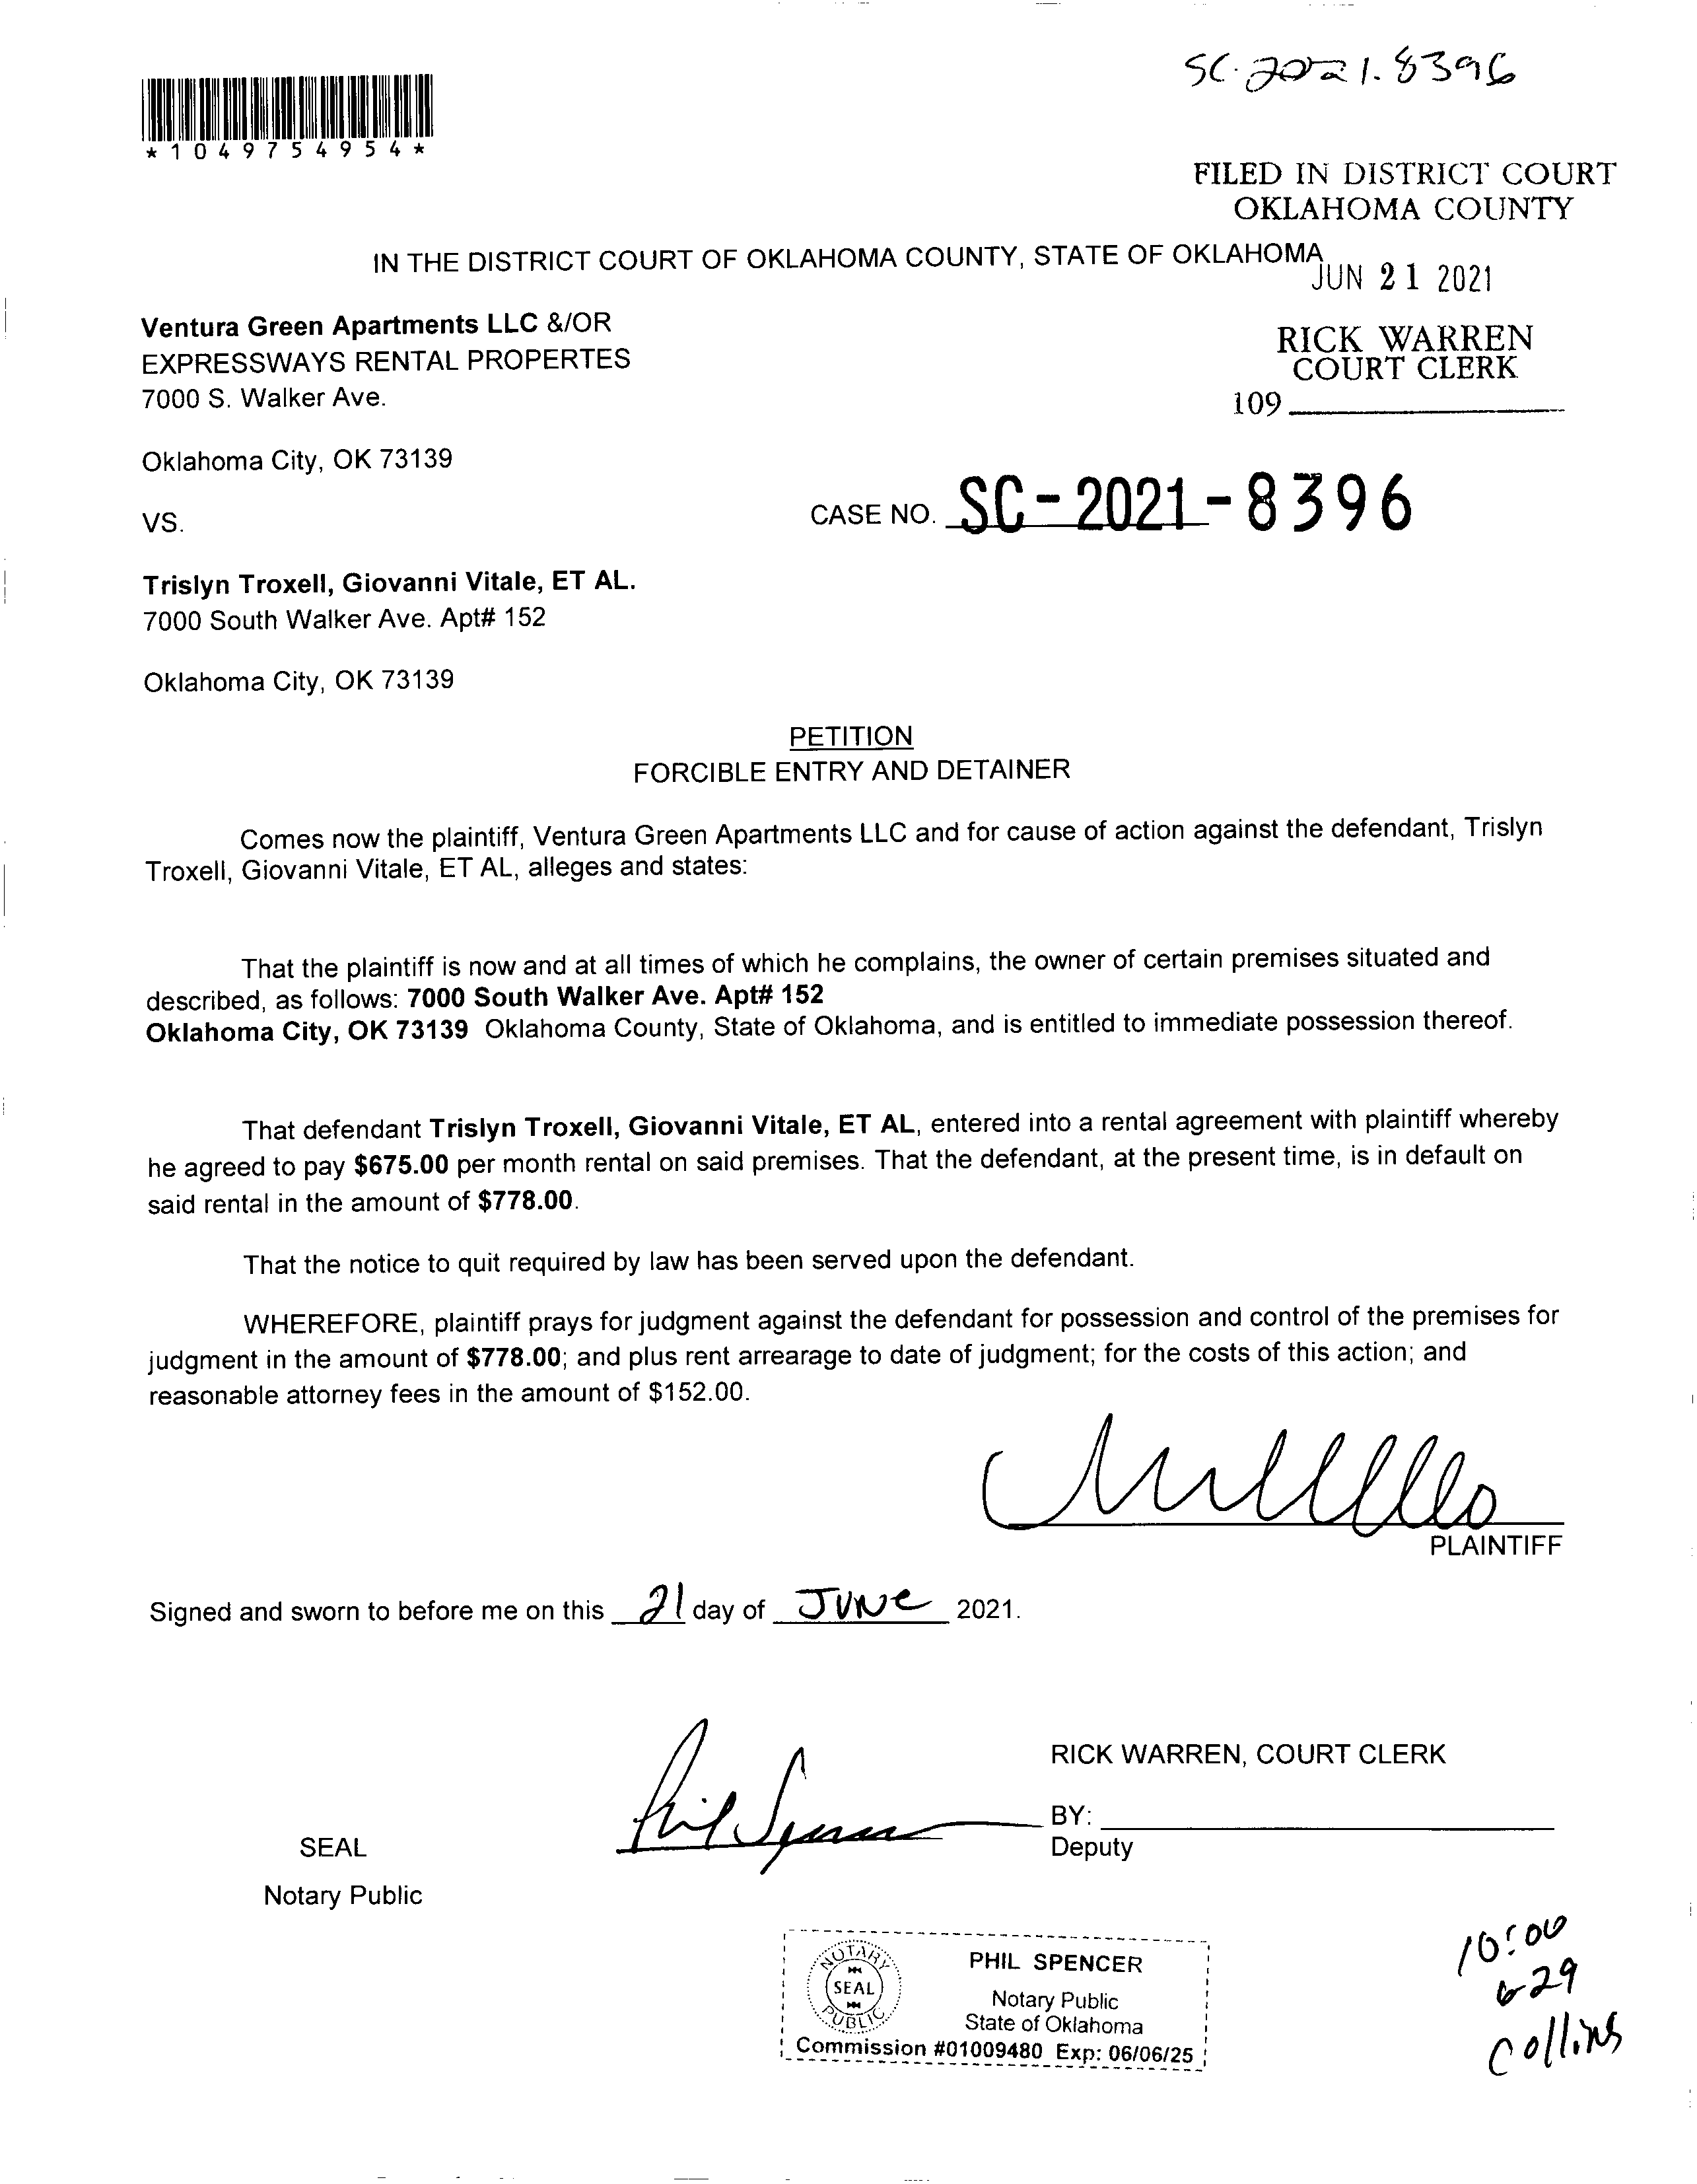 SC-2021-8396
*1049754954*
FILED IN DISTRICT COURT
OKLAHOMA COUNTY
IN THE DISTRICT COURT OF OKLAHOMA COUNTY, STATE OF OKLAHOMA
JUN 21 2021
Ventura Green Apartments LLC &/OR
EXPRESSWAYS RENTAL PROPERTES
7000 S. Walker Ave.
RICK WARREN
COURT CLERK
109
Oklahoma City, OK 73139
VS.
CASE NO. SC-2021-8396
Trislyn Troxell, Giovanni Vitale, ET AL.
7000 South Walker Ave. Apt# 152
Oklahoma City, OK 73139
PETITION
FORCIBLE ENTRY AND DETAINER
Comes now the plaintiff, Ventura Green Apartments LLC and for cause of action against the defendant, Trislyn
Troxell, Giovanni Vitale, ET AL, alleges and states:
That the plaintiff is now and at all times of which he complains, the owner of certain premises situated and
described, as follows: 7000 South Walker Ave. Apt# 152
Oklahoma City, OK 73139 Oklahoma County, State of Oklahoma, and is entitled to immediate possession thereof.
That defendant Trislyn Troxell, Giovanni Vitale, ET AL, entered into a rental agreement with plaintiff whereby
he agreed to pay $675.00 per month rental on said premises. That the defendant, at the present time, is in default on
said rental in the amount of $778.00.
That the notice to quit required by law has been served upon the defendant.
WHEREFORE, plaintiff prays for judgment against the defendant for possession and control of the premises for
judgment in the amount of $778.00; and plus rent arrearage to date of judgment; for the costs of this action; and
reasonable attorney fees in the amount of $152.00.
PLAINTIFF
Signed and sworn to before me on this 21 day of JUNE 2021.
RICK WARREN, COURT CLERK
Phil Spencer
BY:
Deputy
SEAL
Notary Public
NOTARY
SEAL
PUBLIC
PHIL SPENCER
Notary Public
State of Oklahoma
Commission #01009480 Exp: 06/06/25
10:00
6-29
Collins